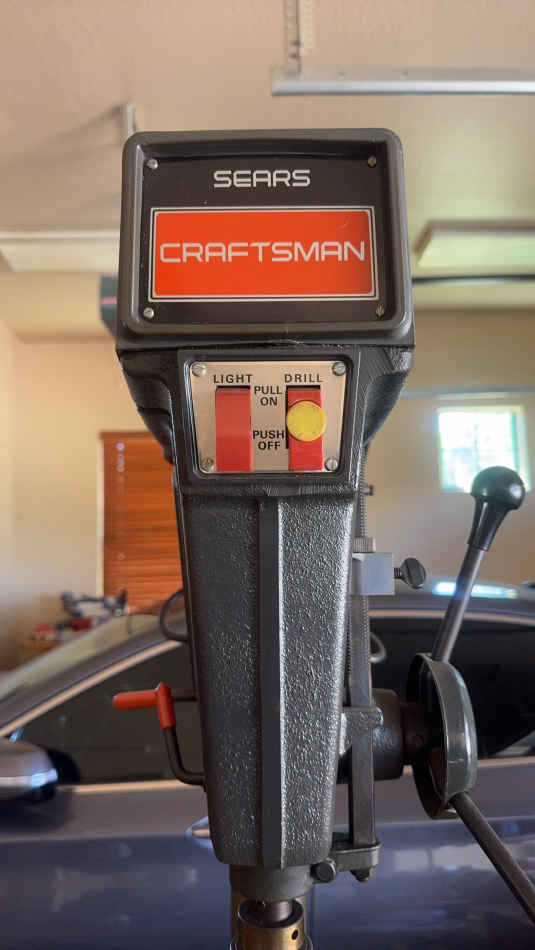 SEARS
CRAFTSMAN
LIGHT DRILL
PULL
ON
PUSH
OFF